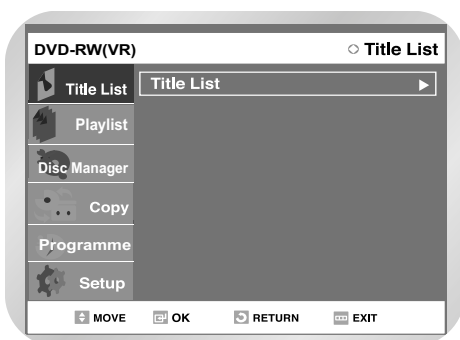 DVD-RW(VR) Title List
Title List
Title List ►
Playlist
Disc Manager
Copy
Programme
Setup
MOVE OK RETURN EXIT